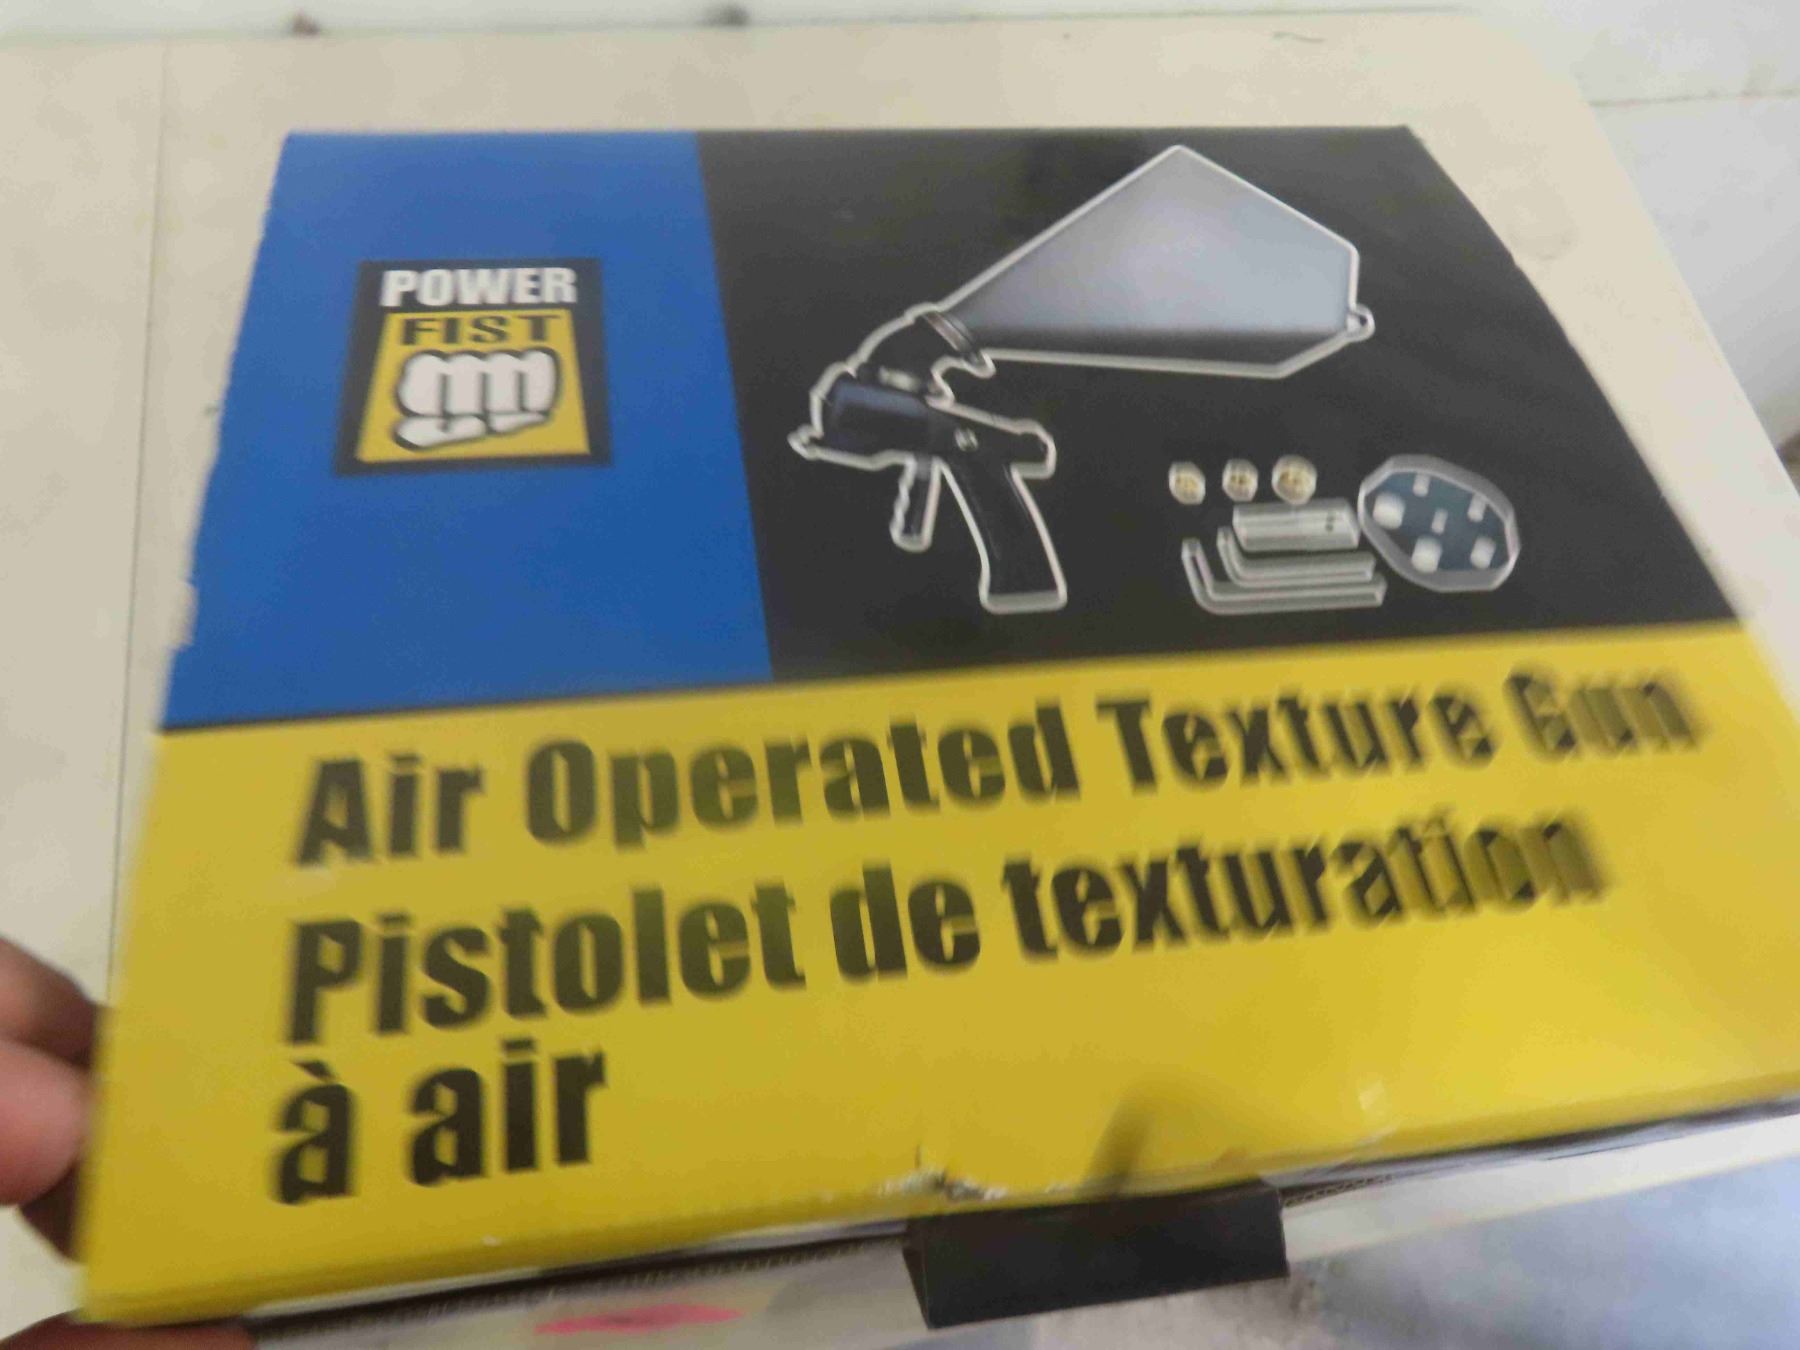 POWER
FIST
Air Operated Texture Gun
Pistolet de texturation
à air